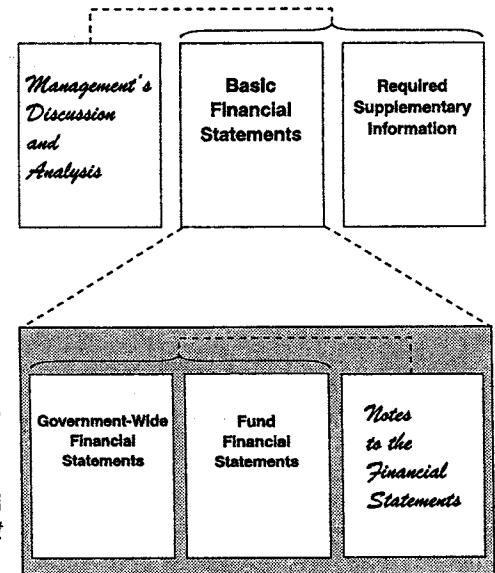 Management's
Discussion
and
Analysis
Basic
Financial
Statements
Required
Supplementary
Information
Government-Wide
Financial
Statements
Fund
Financial
Statements
Notes
to the
Financial
Statements